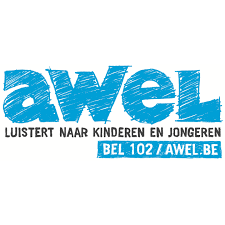 awel
LUISTERT NAAR KINDEREN EN JONGEREN
BEL 102 / AWEL.BE